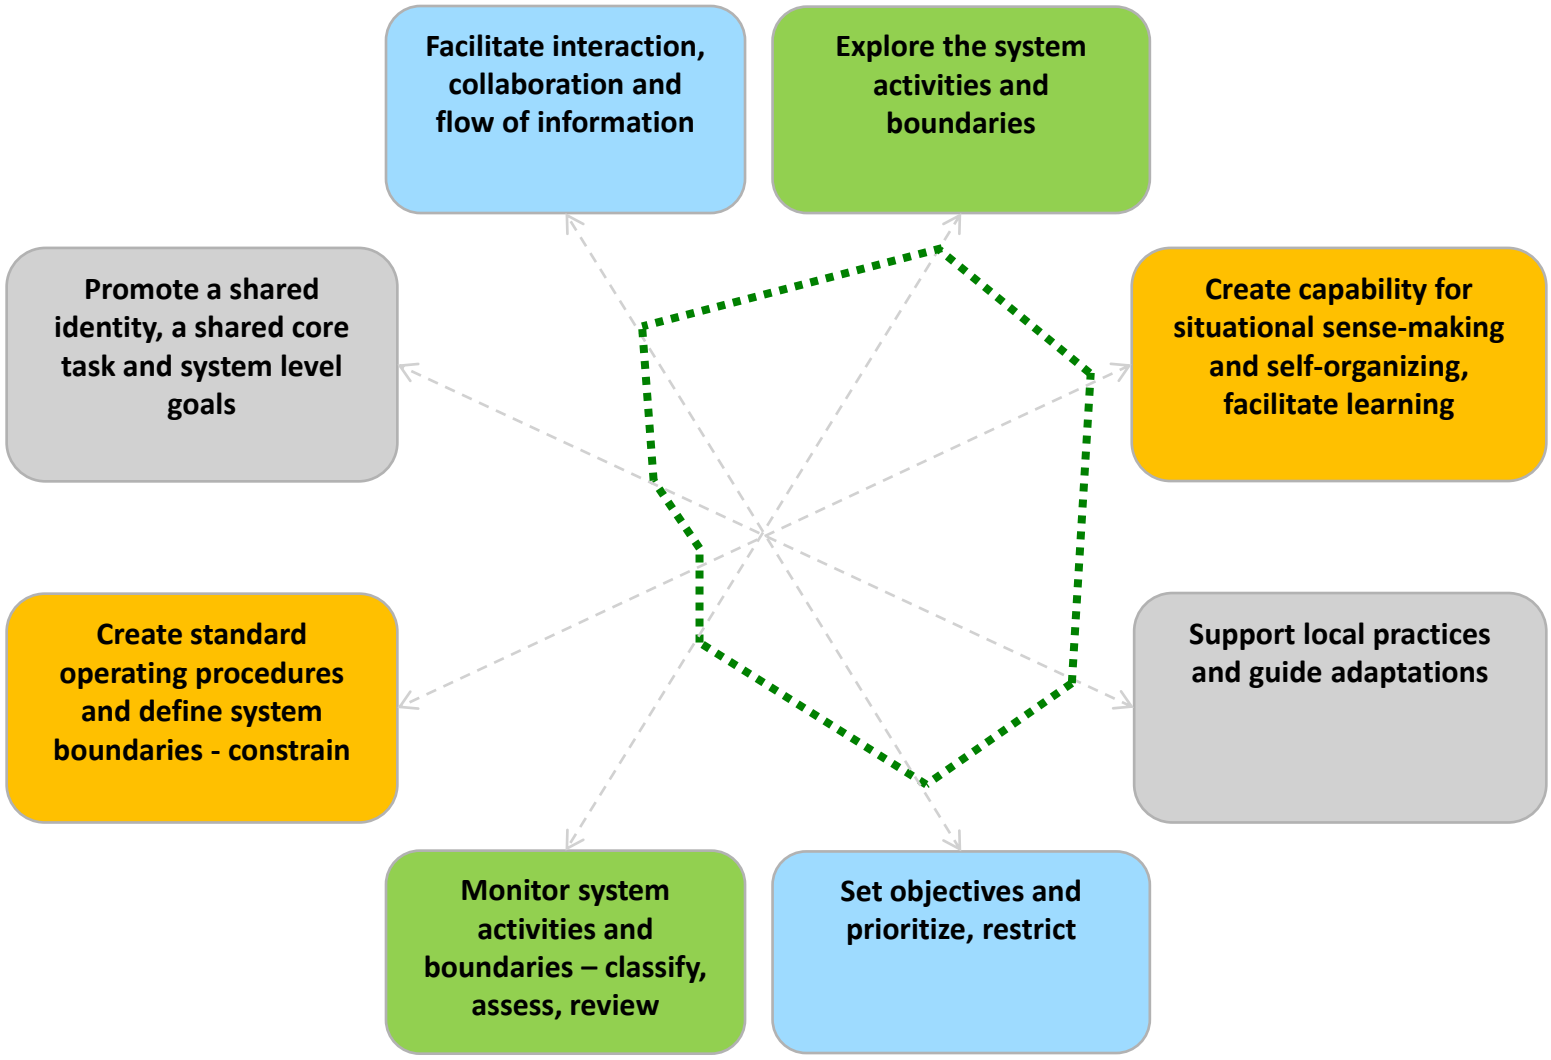 Facilitate interaction,
collaboration and
flow of information
Explore the system
activities and
boundaries
Promote a shared
identity, a shared core
task and system level
goals
Create capability for
situational sense-making
and self-organizing,
facilitate learning
Create standard
operating procedures
and define system
boundaries - constrain
Support local practices
and guide adaptations
Monitor system
activities and
boundaries – classify,
assess, review
Set objectives and
prioritize, restrict